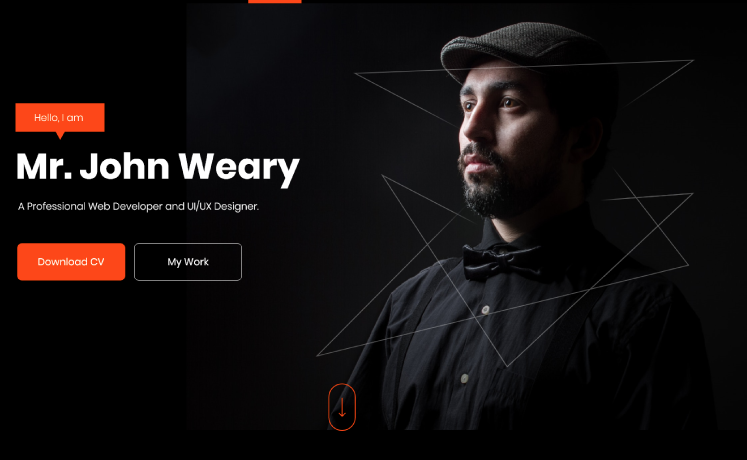 Hello, I am
Mr. John Weary
A Professional Web Developer and UI/UX Designer.
Download CV
My Work